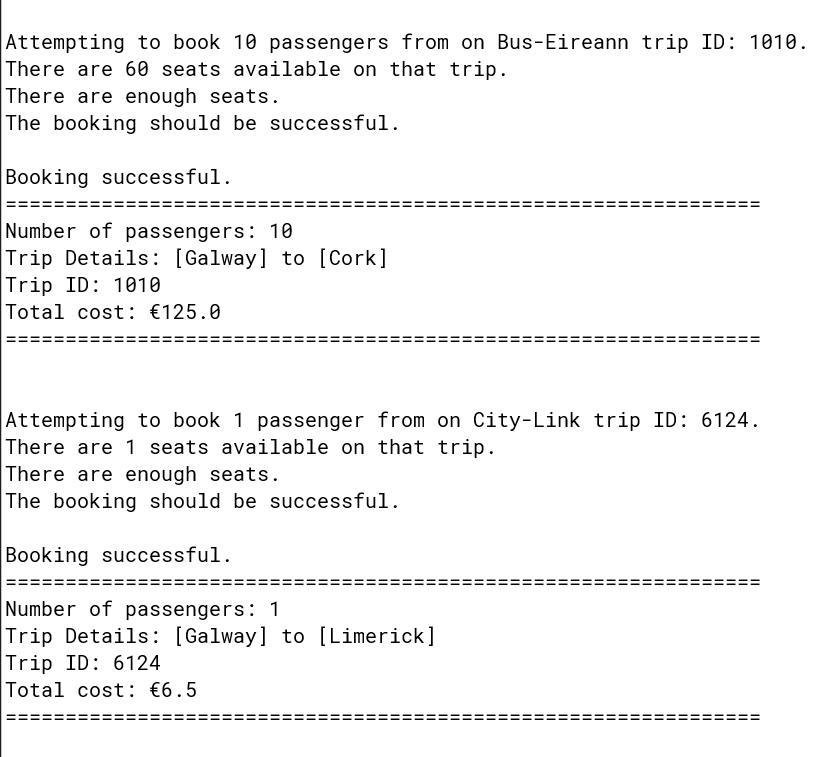 Attempting to book 10 passengers from on Bus-Eireann trip ID: 1010.
There are 60 seats available on that trip.
There are enough seats.
The booking should be successful.
Booking successful.
===============================================================
Number of passengers: 10
Trip Details: [Galway] to [Cork]
Trip ID: 1010
Total cost: €125.0
===============================================================
Attempting to book 1 passenger from on City-Link trip ID: 6124.
There are 1 seats available on that trip.
There are enough seats.
The booking should be successful.
Booking successful.
===============================================================
Number of passengers: 1
Trip Details: [Galway] to [Limerick]
Trip ID: 6124
Total cost: €6.5
===============================================================